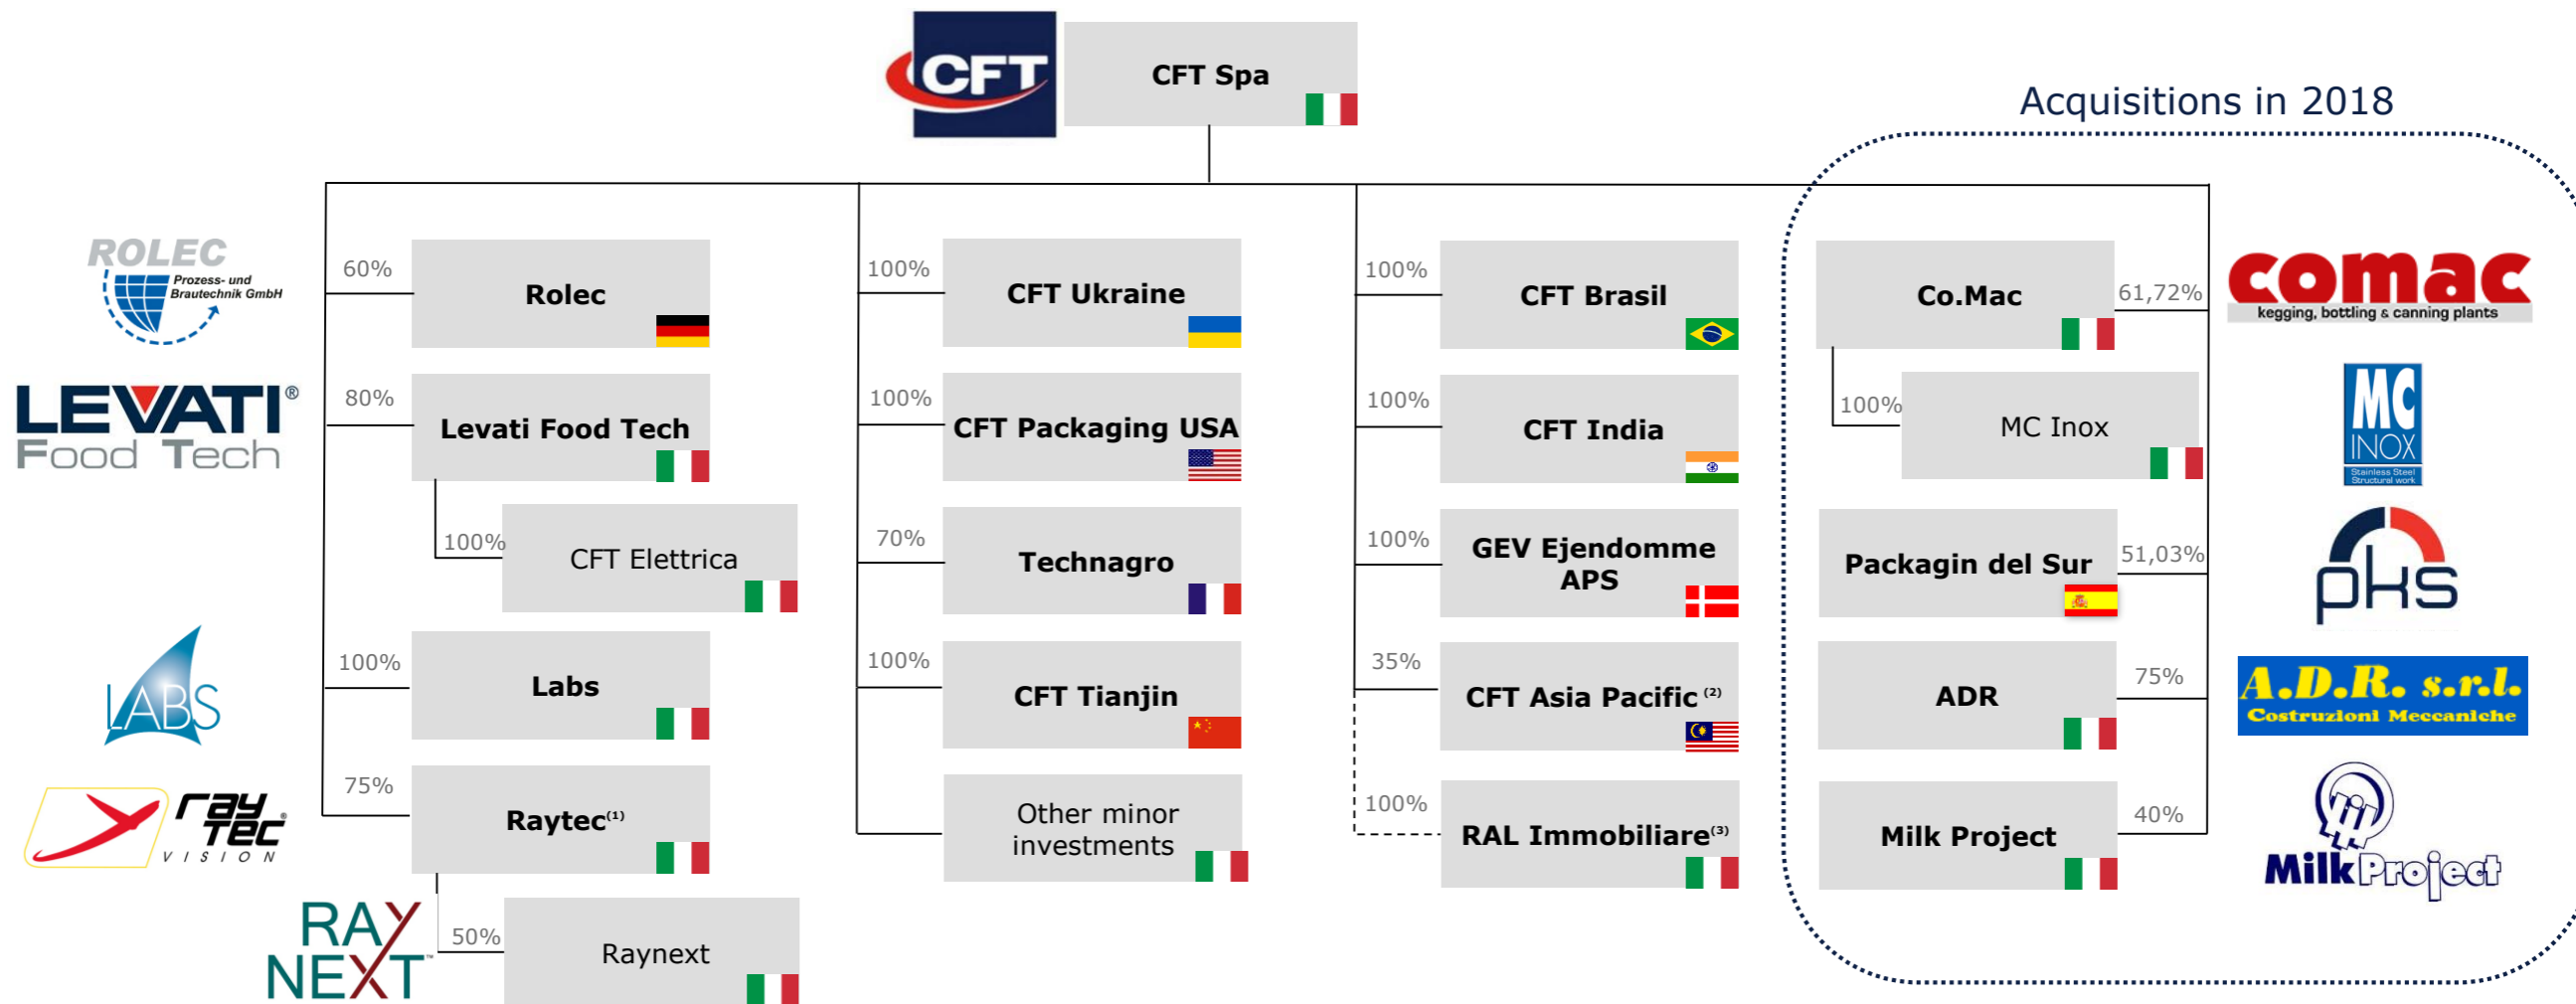 CFT
CFT Spa
Acquisitions in 2018
ROLEC
Prozess- und
Brautechnik GmbH
60%
Rolec
LEVATI®
Food Tech
80%
Levati Food Tech
100%
CFT Elettrica
LABS
100%
Labs
raytec
VISION
75%
Raytec(1)
RAY
NEXT™
50%
Raynext
100%
CFT Ukraine
100%
CFT Packaging USA
70%
Technagro
100%
CFT Tianjin
Other minor
investments
100%
CFT Brasil
100%
CFT India
100%
GEV Ejendomme
APS
35%
CFT Asia Pacific (2)
100%
RAL Immobiliare(3)
Co.Mac
61,72%
comac
kegging, bottling & canning plants
100%
MC Inox
MC
INOX
Stainless Steel
Structural work
Packagin del Sur
51,03%
pks
ADR
75%
A.D.R. s.r.l.
Costruzioni Meccaniche
Milk Project
40%
MilkProject